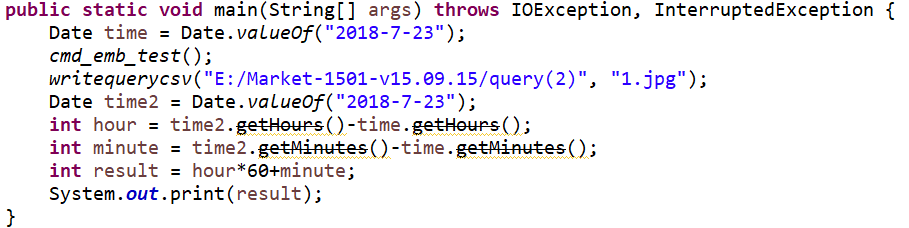 public static void main(String[] args) throws IOException, InterruptedException {
    Date time = Date.valueOf("2018-7-23");
    cmd_emb_test();
    writequerycsv("E:/Market-1501-v15.09.15/query(2)", "1.jpg");
    Date time2 = Date.valueOf("2018-7-23");
    int hour = time2.getHours()-time.getHours();
    int minute = time2.getMinutes()-time.getMinutes();
    int result = hour*60+minute;
    System.out.print(result);
}